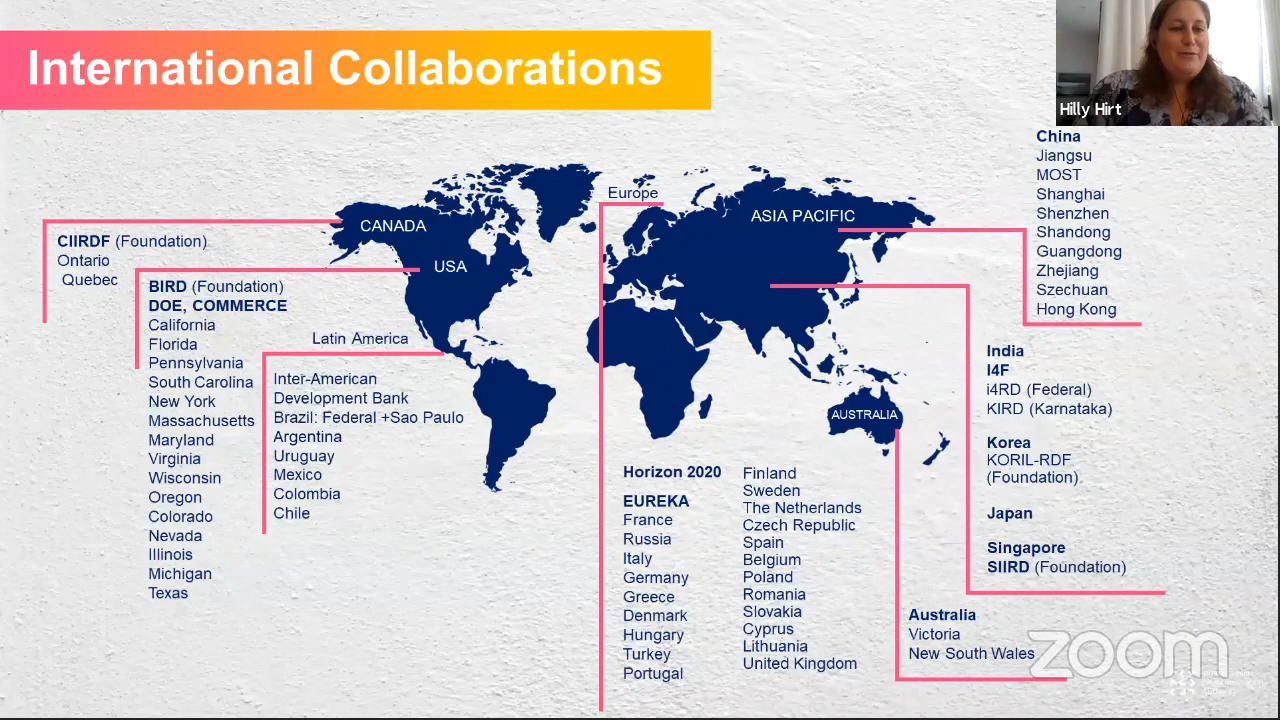 International Collaborations
Hilly Hirt
CANADA
USA
Europe
ASIA PACIFIC
AUSTRALIA
CIIRDF (Foundation)
Ontario
Quebec
BIRD (Foundation)
DOE, COMMERCE
California
Florida
Pennsylvania
South Carolina
New York
Massachusetts
Maryland
Virginia
Wisconsin
Oregon
Colorado
Nevada
Illinois
Michigan
Texas
Latin America
Inter-American
Development Bank
Brazil: Federal +Sao Paulo
Argentina
Uruguay
Mexico
Colombia
Chile
Horizon 2020
EUREKA
France
Russia
Italy
Germany
Greece
Denmark
Hungary
Turkey
Portugal
Finland
Sweden
The Netherlands
Czech Republic
Spain
Belgium
Poland
Romania
Slovakia
Cyprus
Lithuania
United Kingdom
China
Jiangsu
MOST
Shanghai
Shenzhen
Shandong
Guangdong
Zhejiang
Szechuan
Hong Kong
India
I4F
i4RD (Federal)
KIRD (Karnataka)
Korea
KORIL-RDF
(Foundation)
Japan
Singapore
SIIRD (Foundation)
Australia
Victoria
New South Wales
zoom